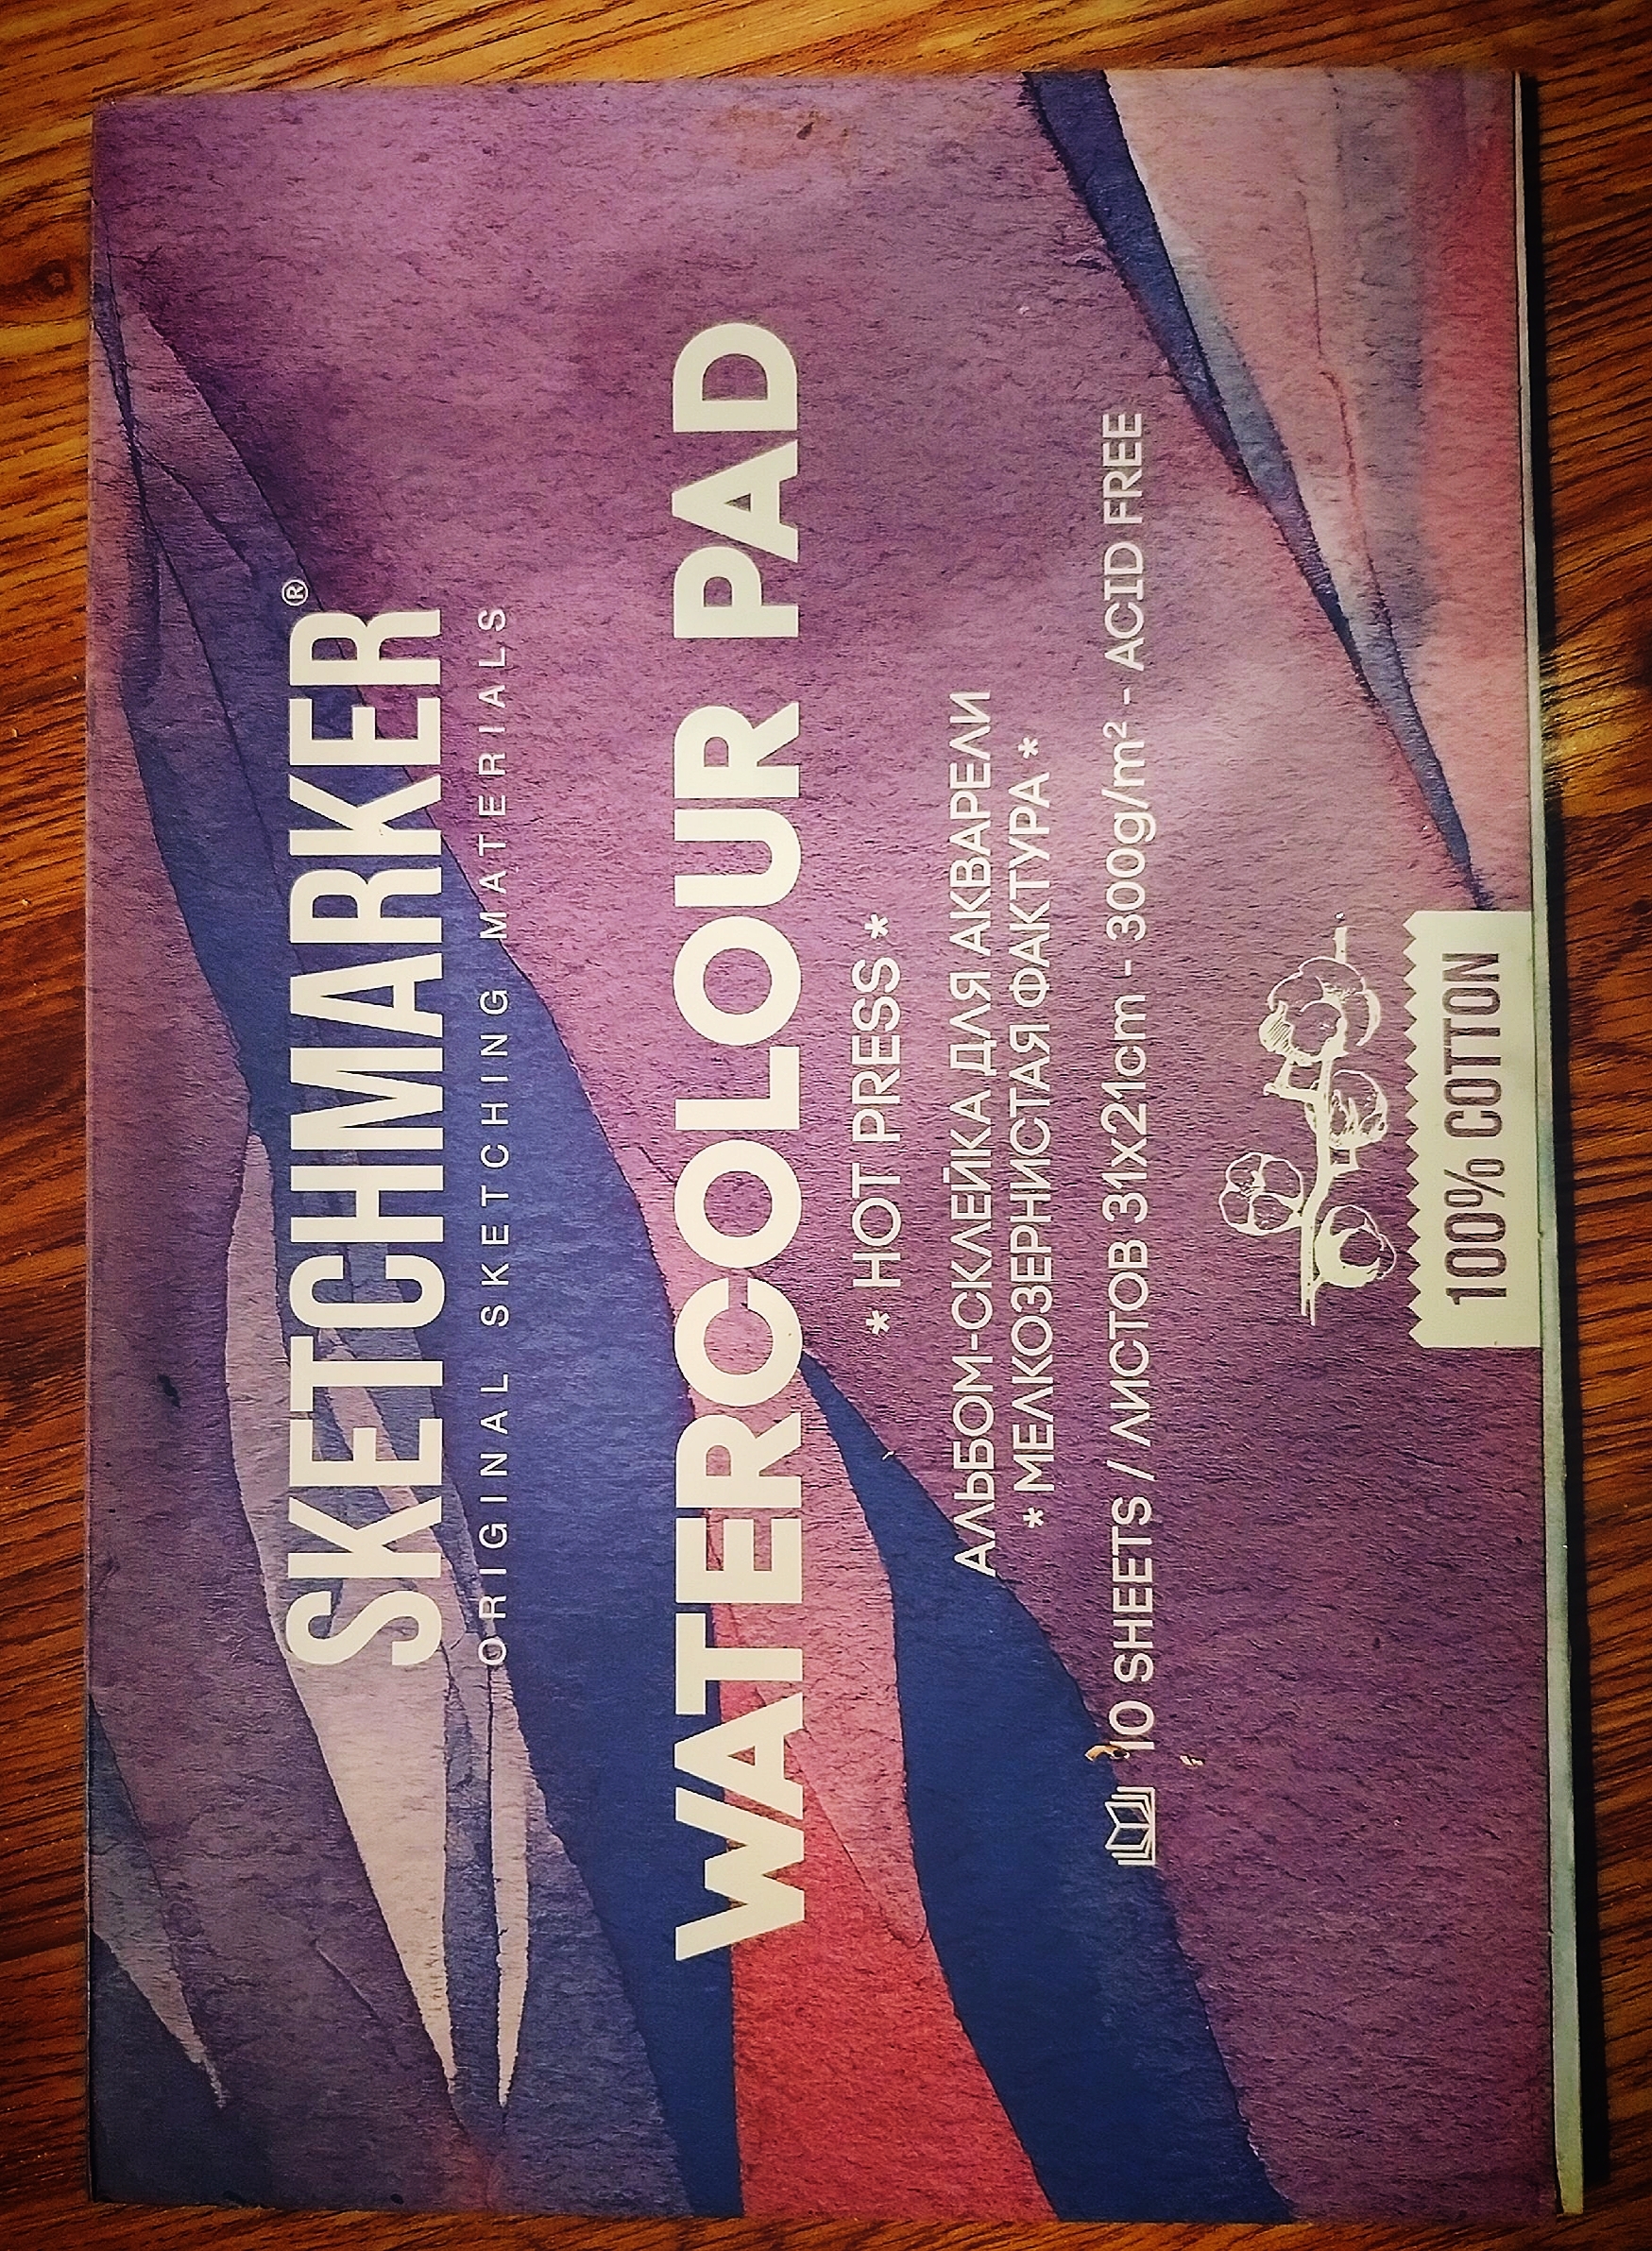 SKETCHMARKER®
ORIGINAL SKETCHING MATERIALS
WATERCOLOUR PAD
* HOT PRESS *
АЛЬБОМ-СКЛЕЙКА ДЛЯ АКВАРЕЛИ
* МЕЛКОЗЕРНИСТАЯ ФАКТУРА *
10 SHEETS / ЛИСТОВ 31x21cm - 300g/m² - ACID FREE
100% COTTON